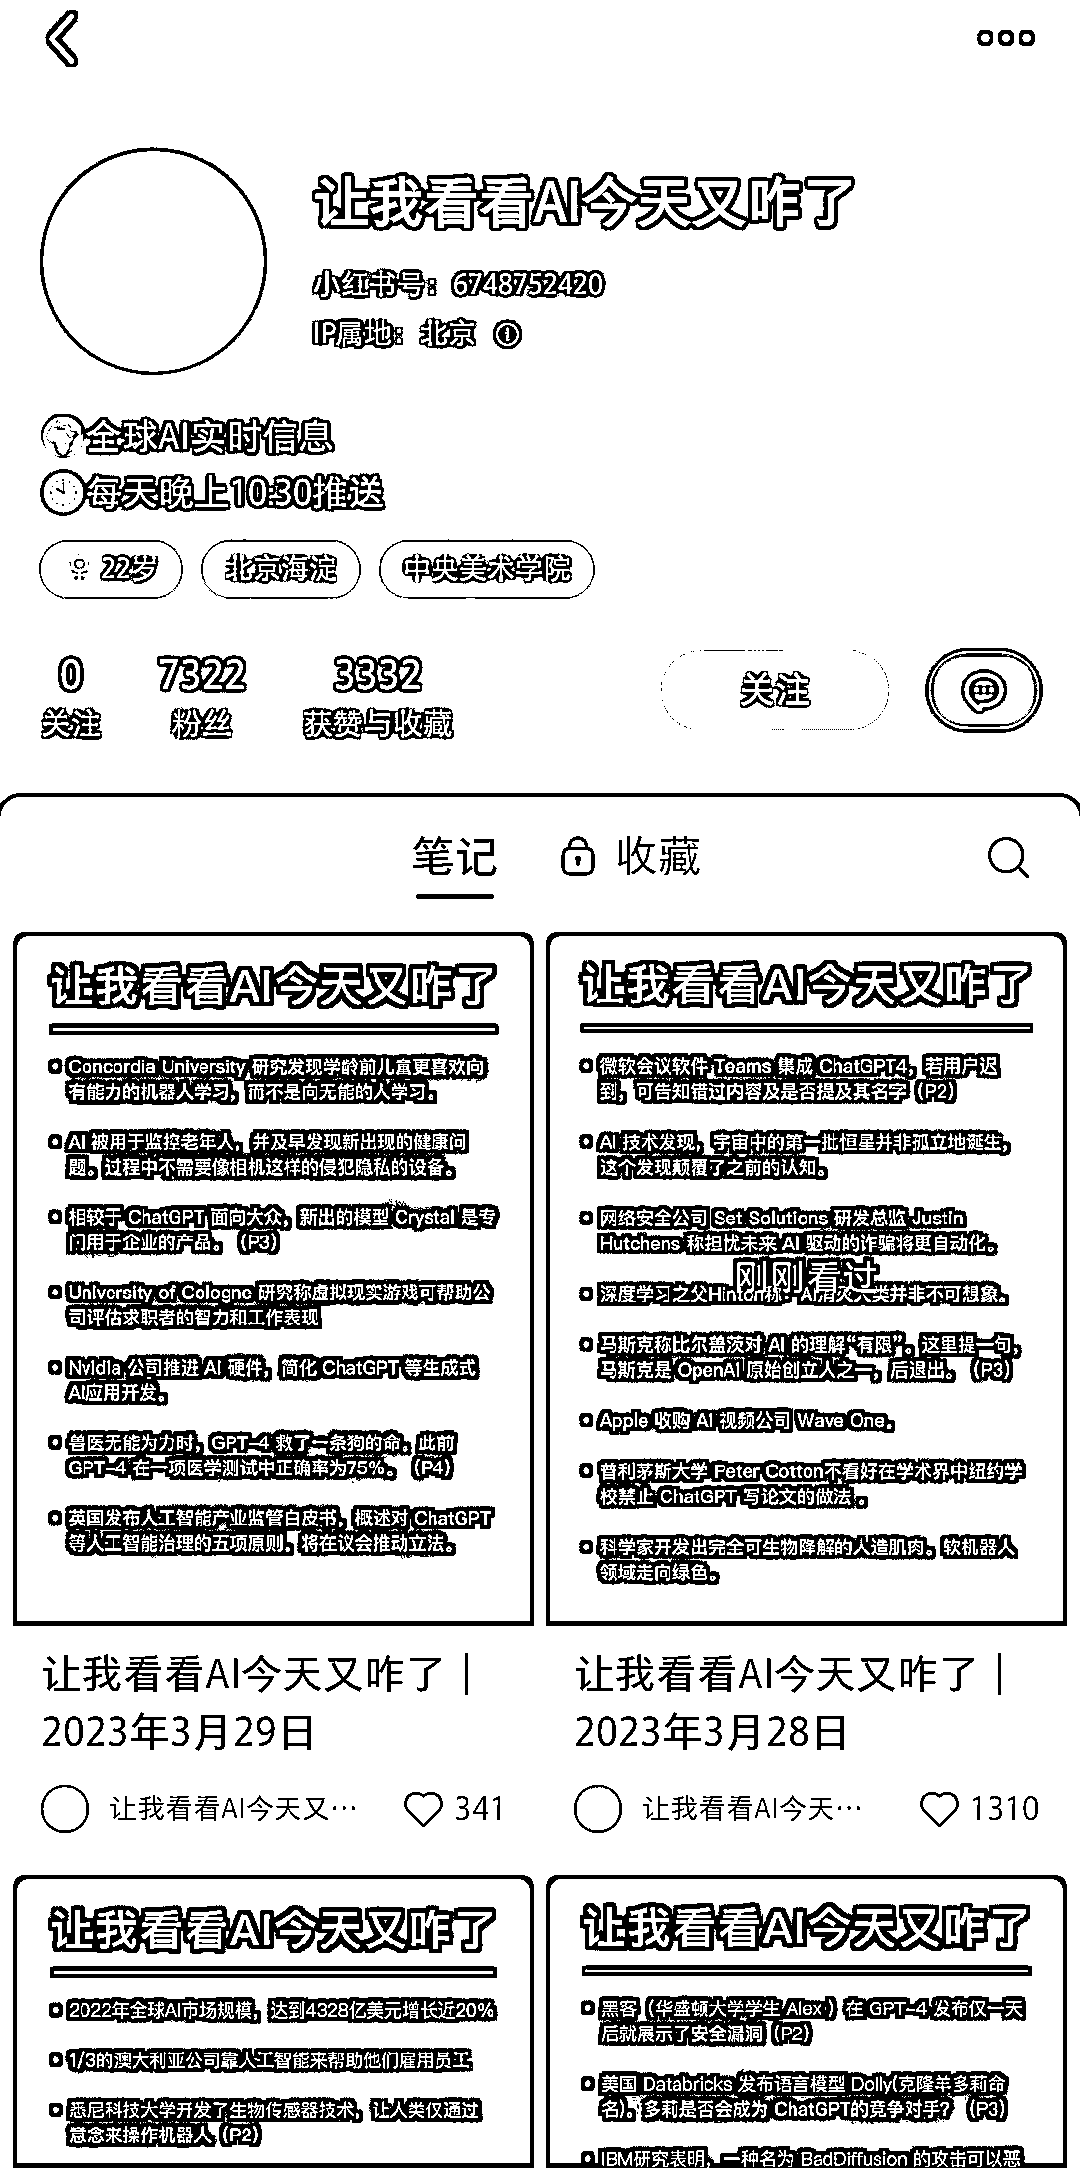 让我看看AI今天又咋了
小红书号：6748752420
IP属地：北京
全球AI实时信息
每天晚上10:30推送
22岁 北京海淀 中央美术学院
0 7322 3332
关注 粉丝 获赞与收藏 关注
笔记 收藏
让我看看AI今天又咋了
Concordia University 研究发现学龄前儿童更喜欢向
有能力的机器人学习，而不是向无能的人学习。
AI 被用于监控老年人，并及早发现新出现的健康问
题。过程中不需要像相机这样的侵犯隐私的设备。
相较于 ChatGPT 面向大众，新出的模型 Crystal 是专
门用于企业的产品。（P3）
University of Cologne 研究称虚拟现实游戏可帮助公
司评估求职者的智力和工作表现
Nvidia 公司推进 AI 硬件，简化 ChatGPT 等生成式
AI应用开发。
兽医无能为力时，GPT-4 救了一条狗的命。此前
GPT-4 在一项医学测试中正确率为75%。（P4）
英国发布人工智能产业监管白皮书，概述对 ChatGPT
等人工智能治理的五项原则。将在议会推动立法。
让我看看AI今天又咋了｜
2023年3月29日
让我看看AI今天又… 341
让我看看AI今天又咋了
微软会议软件 Teams 集成 ChatGPT4，若用户迟
到，可告知错过内容及是否提及其名字（P2）
AI 技术发现，宇宙中的第一批恒星并非孤立地诞生，
这个发现颠覆了之前的认知。
网络安全公司 Set Solutions 研发总监 Justin
Hutchens 称担忧未来 AI 驱动的诈骗将更自动化。
刚刚看过
深度学习之父Hinton称：AI消灭人类并非不可想象。
马斯克称比尔盖茨对 AI 的理解“有限”。这里提一句，
马斯克是 OpenAI 原始创立人之一，后退出。（P3）
Apple 收购 AI 视频公司 Wave One。
普利茅斯大学 Peter Cotton不看好在学术界中纽约学
校禁止 ChatGPT 写论文的做法 。
科学家开发出完全可生物降解的人造肌肉。软机器人
领域走向绿色。
让我看看AI今天又咋了｜
2023年3月28日
让我看看AI今天… 1310
让我看看AI今天又咋了
2022年全球AI市场规模，达到4328亿美元增长近20%
1/3的澳大利亚公司靠人工智能来帮助他们雇用员工
悉尼科技大学开发了生物传感器技术，让人类仅通过
意念来操作机器人（P2）
让我看看AI今天又咋了
黑客（华盛顿大学学生 Alex ）在 GPT-4 发布仅一天
后就展示了安全漏洞（P2）
美国 Databricks 发布语言模型 Dolly(克隆羊多莉命
名)。多莉是否会成为 ChatGPT的竞争对手？（P3）
IBM研究表明，一种名为 BadDiffusion 的攻击可以恶